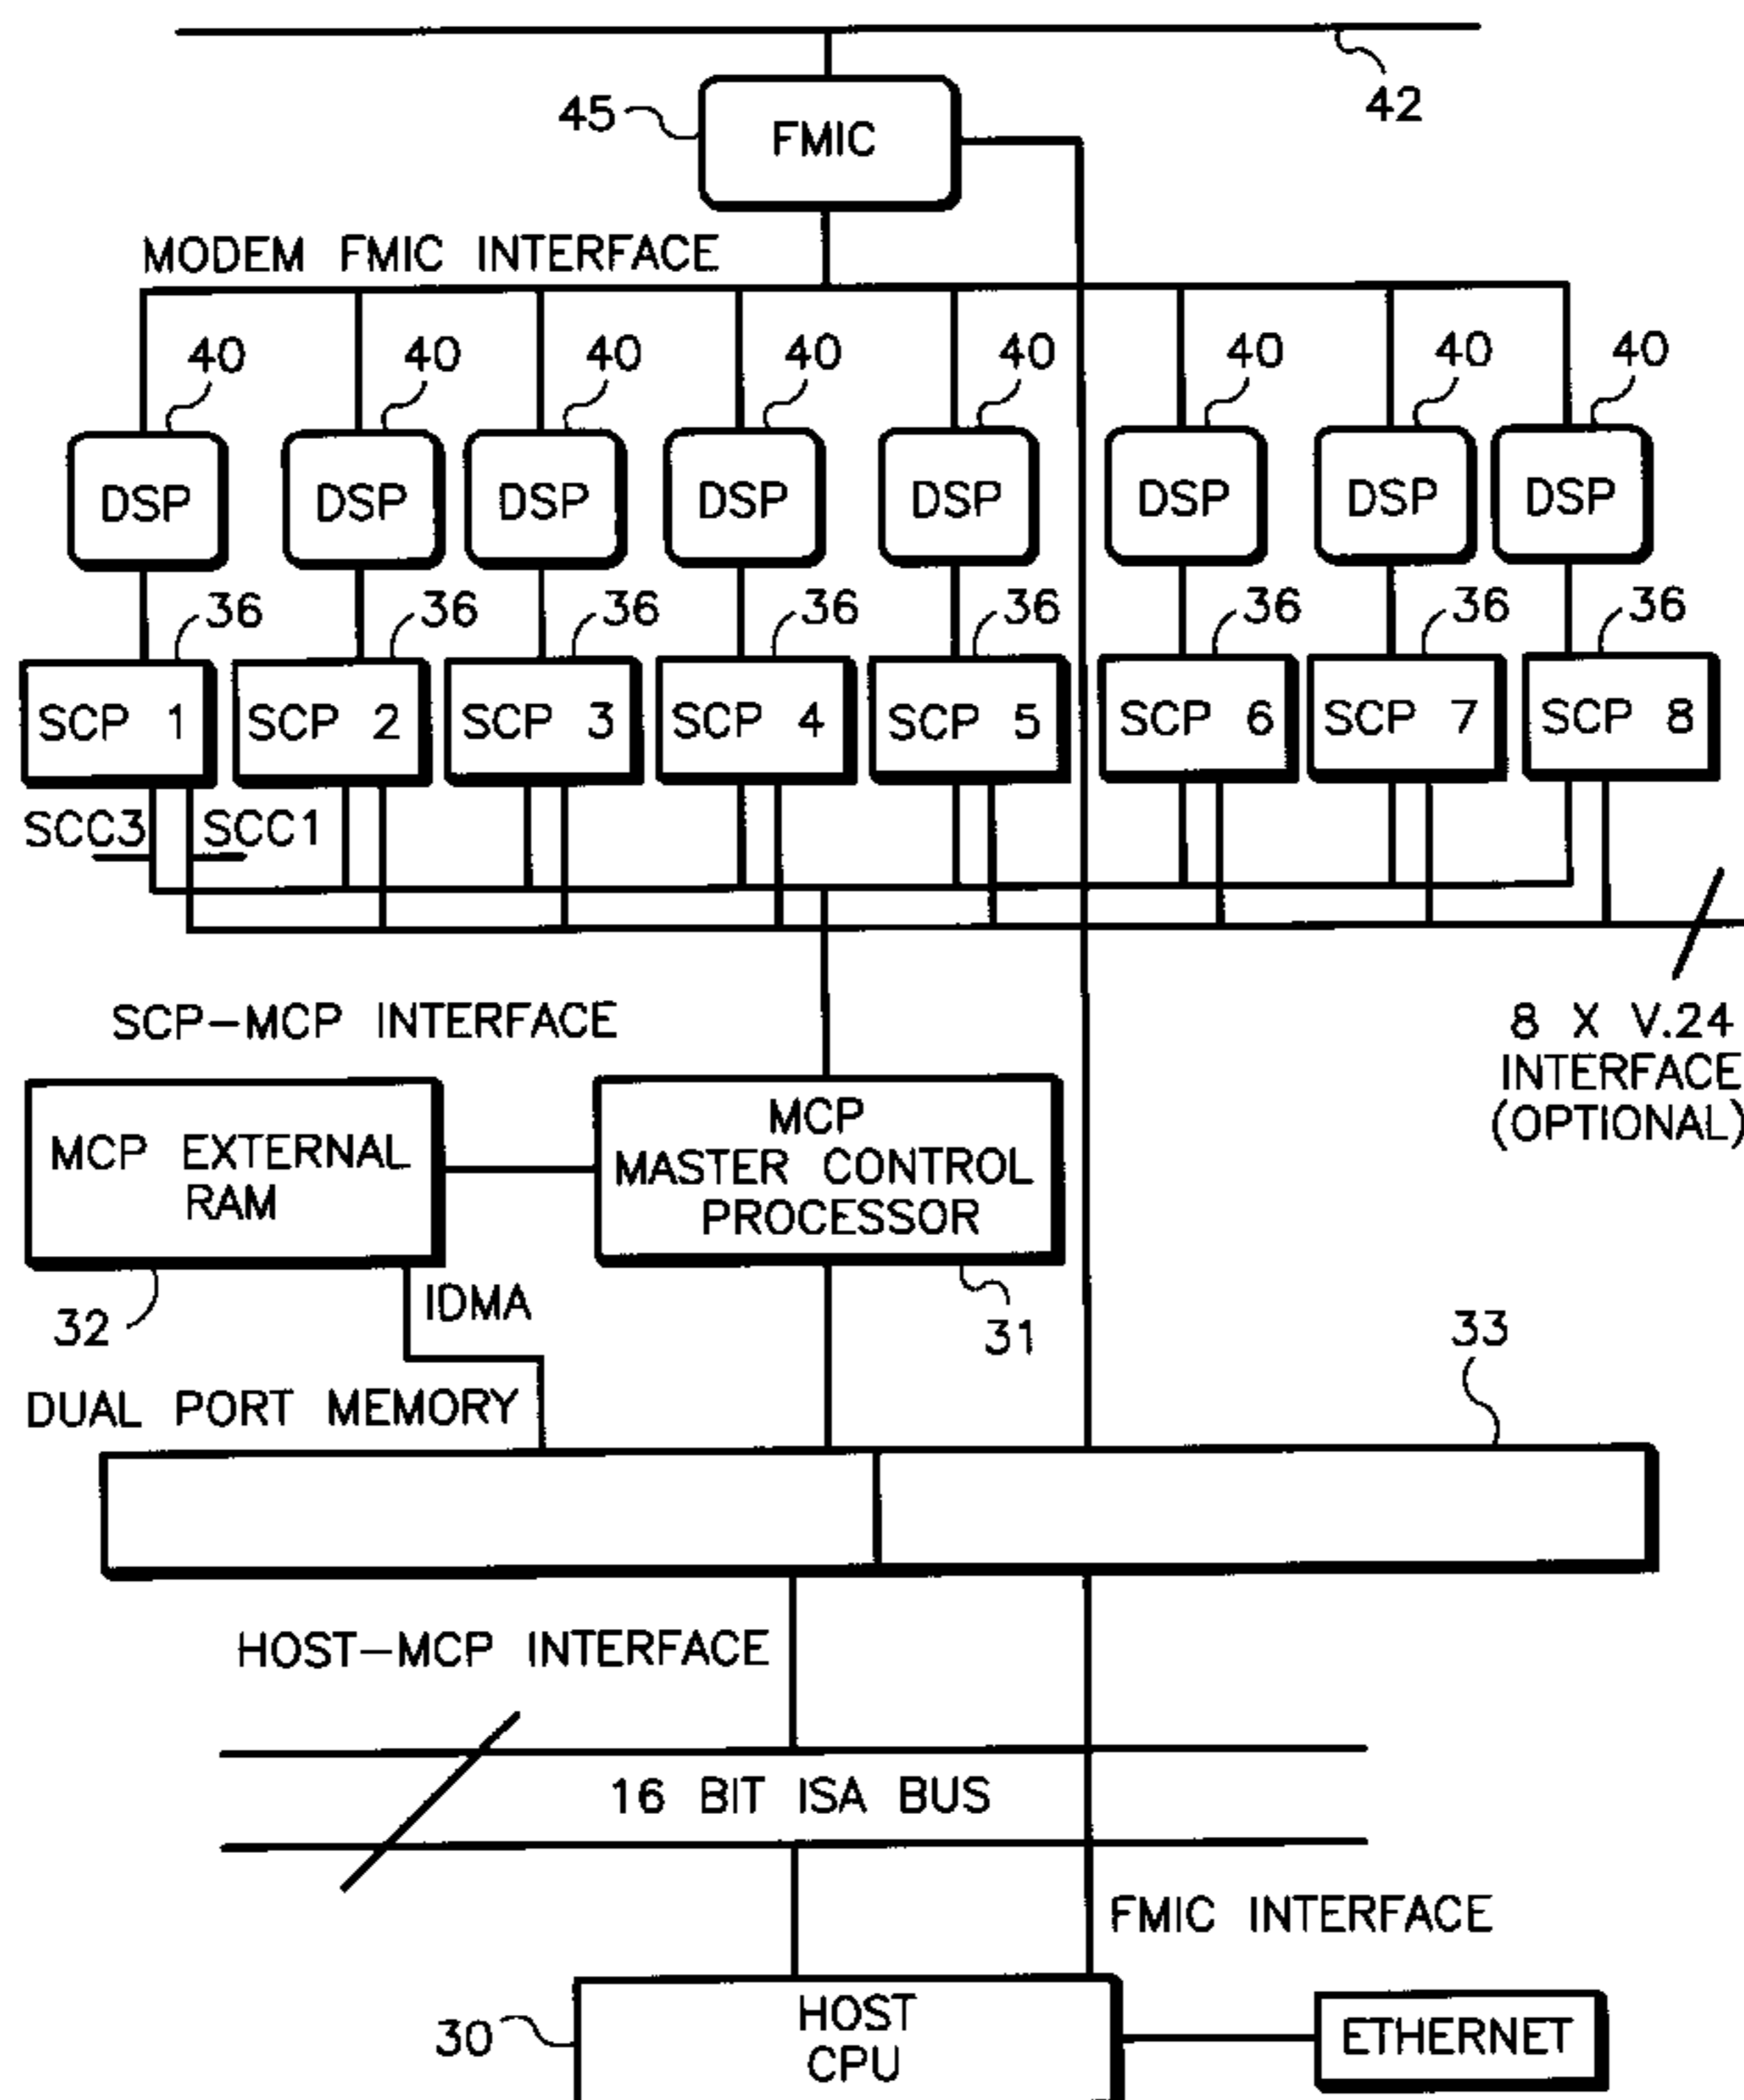 42
45
FMIC
MODEM FMIC INTERFACE
40 40 40 40 40 40 40 40
DSP DSP DSP DSP DSP DSP DSP DSP
36 36 36 36 36 36 36 36
SCP 1 SCP 2 SCP 3 SCP 4 SCP 5 SCP 6 SCP 7 SCP 8
SCC3 SCC1
SCP-MCP INTERFACE
8 X V.24
INTERFACE
(OPTIONAL)
MCP EXTERNAL
RAM
MCP
MASTER CONTROL
PROCESSOR
32
IDMA
31
33
DUAL PORT MEMORY
HOST-MCP INTERFACE
16 BIT ISA BUS
FMIC INTERFACE
30
HOST
CPU
ETHERNET